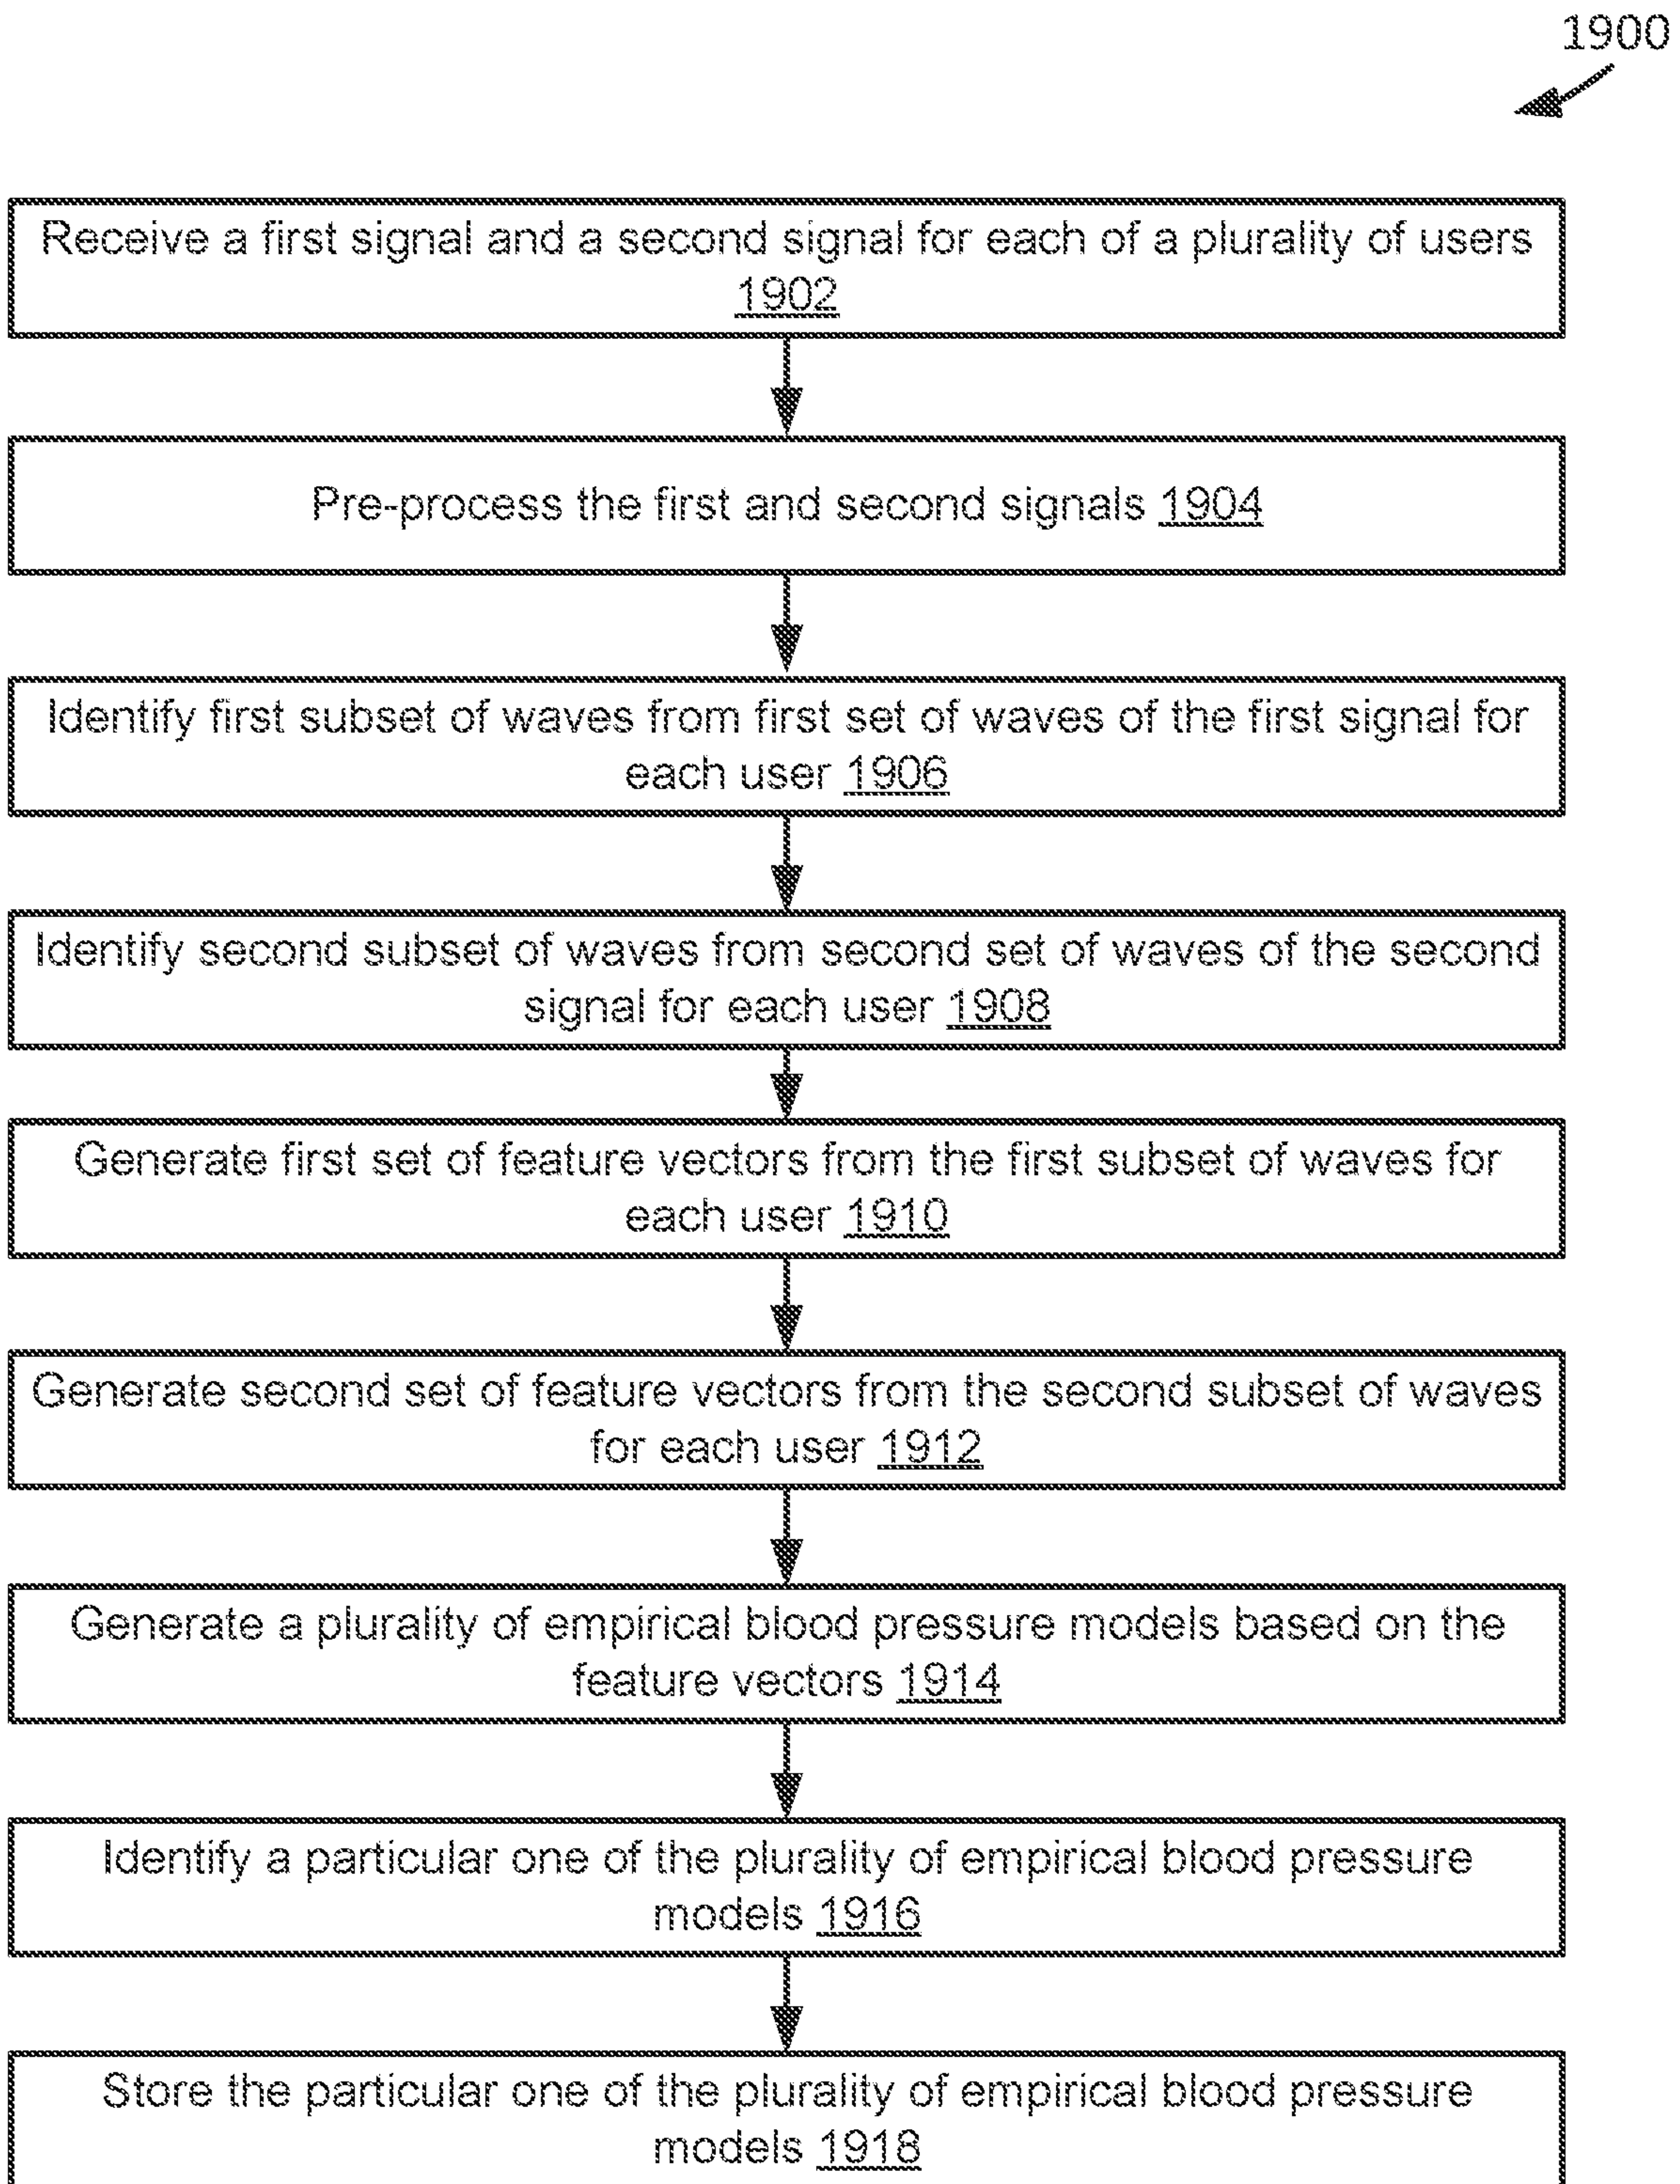 1900
Receive a first signal and a second signal for each of a plurality of users
1902
Pre-process the first and second signals 1904
Identify first subset of waves from first set of waves of the first signal for
each user 1906
Identify second subset of waves from second set of waves of the second
signal for each user 1908
Generate first set of feature vectors from the first subset of waves for
each user 1910
Generate second set of feature vectors from the second subset of waves
for each user 1912
Generate a plurality of empirical blood pressure models based on the
feature vectors 1914
Identify a particular one of the plurality of empirical blood pressure
models 1916
Store the particular one of the plurality of empirical blood pressure
models 1918